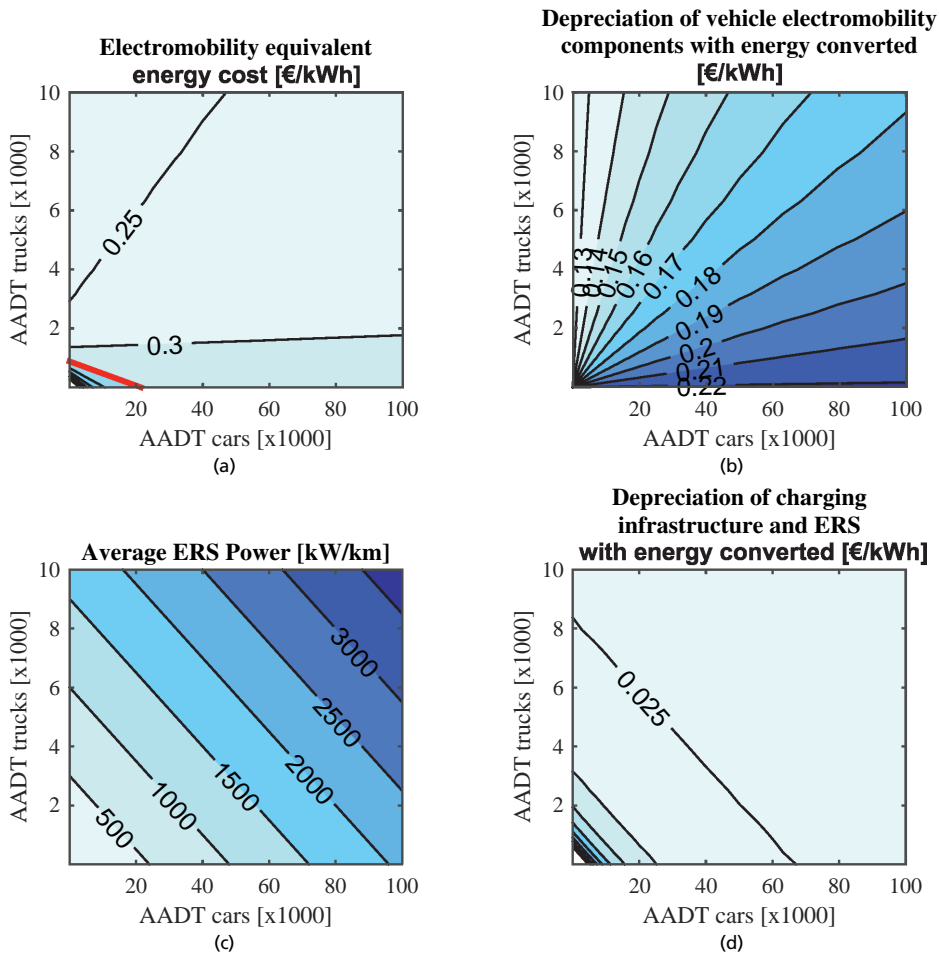 Electromobility equivalent
energy cost [€/kWh]
10
8
6
4
2
AADT trucks [x1000]
0.25
0.3
20
40
60
80
100
AADT cars [x1000]
(a)
Depreciation of vehicle electromobility
components with energy converted
[€/kWh]
10
8
6
4
2
AADT trucks [x1000]
0.13
0.14
0.15
0.16
0.17
0.18
0.19
0.2
0.21
0.22
20
40
60
80
100
AADT cars [x1000]
(b)
Average ERS Power [kW/km]
10
8
6
4
2
AADT trucks [x1000]
500
1000
1500
2000
2500
3000
20
40
60
80
100
AADT cars [x1000]
(c)
Depreciation of charging
infrastructure and ERS
with energy converted [€/kWh]
10
8
6
4
2
AADT trucks [x1000]
0.025
20
40
60
80
100
AADT cars [x1000]
(d)